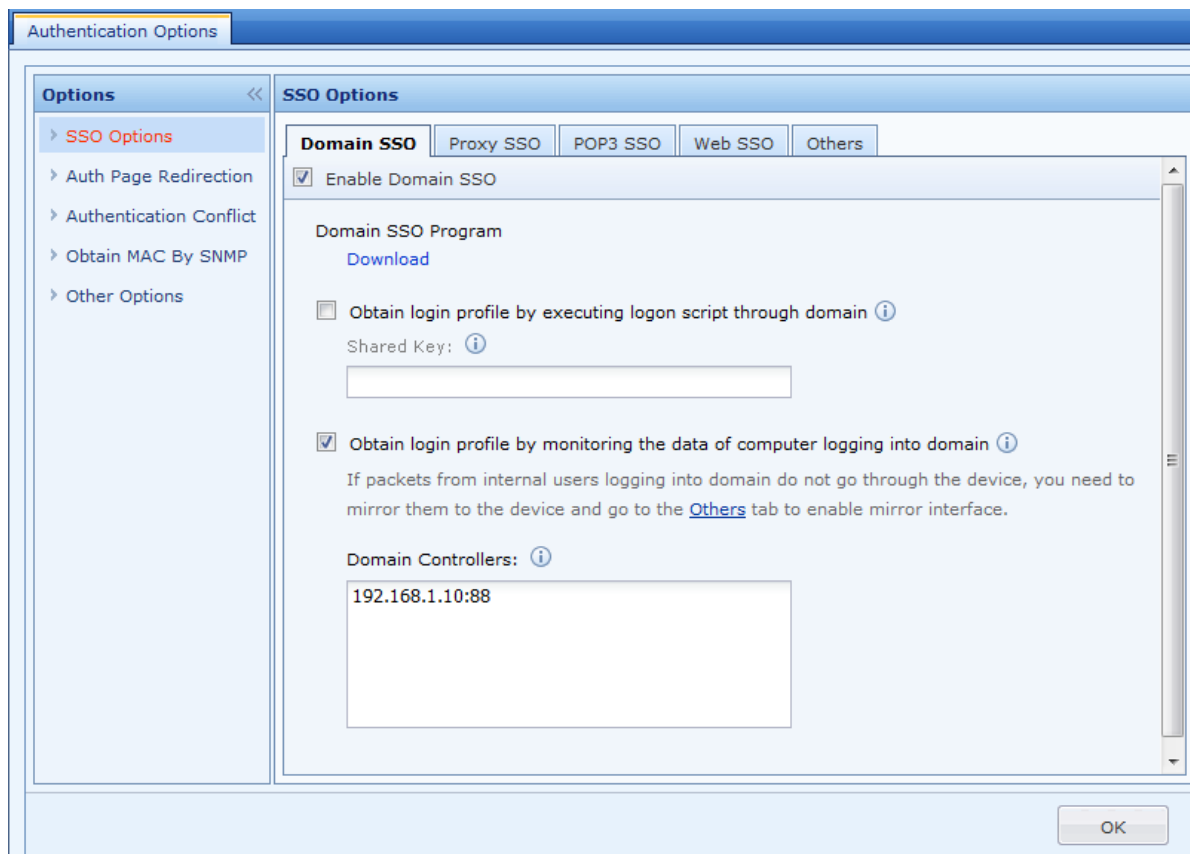 Authentication Options
Options
SSO Options
Auth Page Redirection
Authentication Conflict
Obtain MAC By SNMP
Other Options
SSO Options
Domain SSO
Proxy SSO
POP3 SSO
Web SSO
Others
Enable Domain SSO
Domain SSO Program
Download
Obtain login profile by executing logon script through domain
Shared Key:
Obtain login profile by monitoring the data of computer logging into domain
If packets from internal users logging into domain do not go through the device, you need to
mirror them to the device and go to the Others tab to enable mirror interface.
Domain Controllers:
192.168.1.10:88
OK